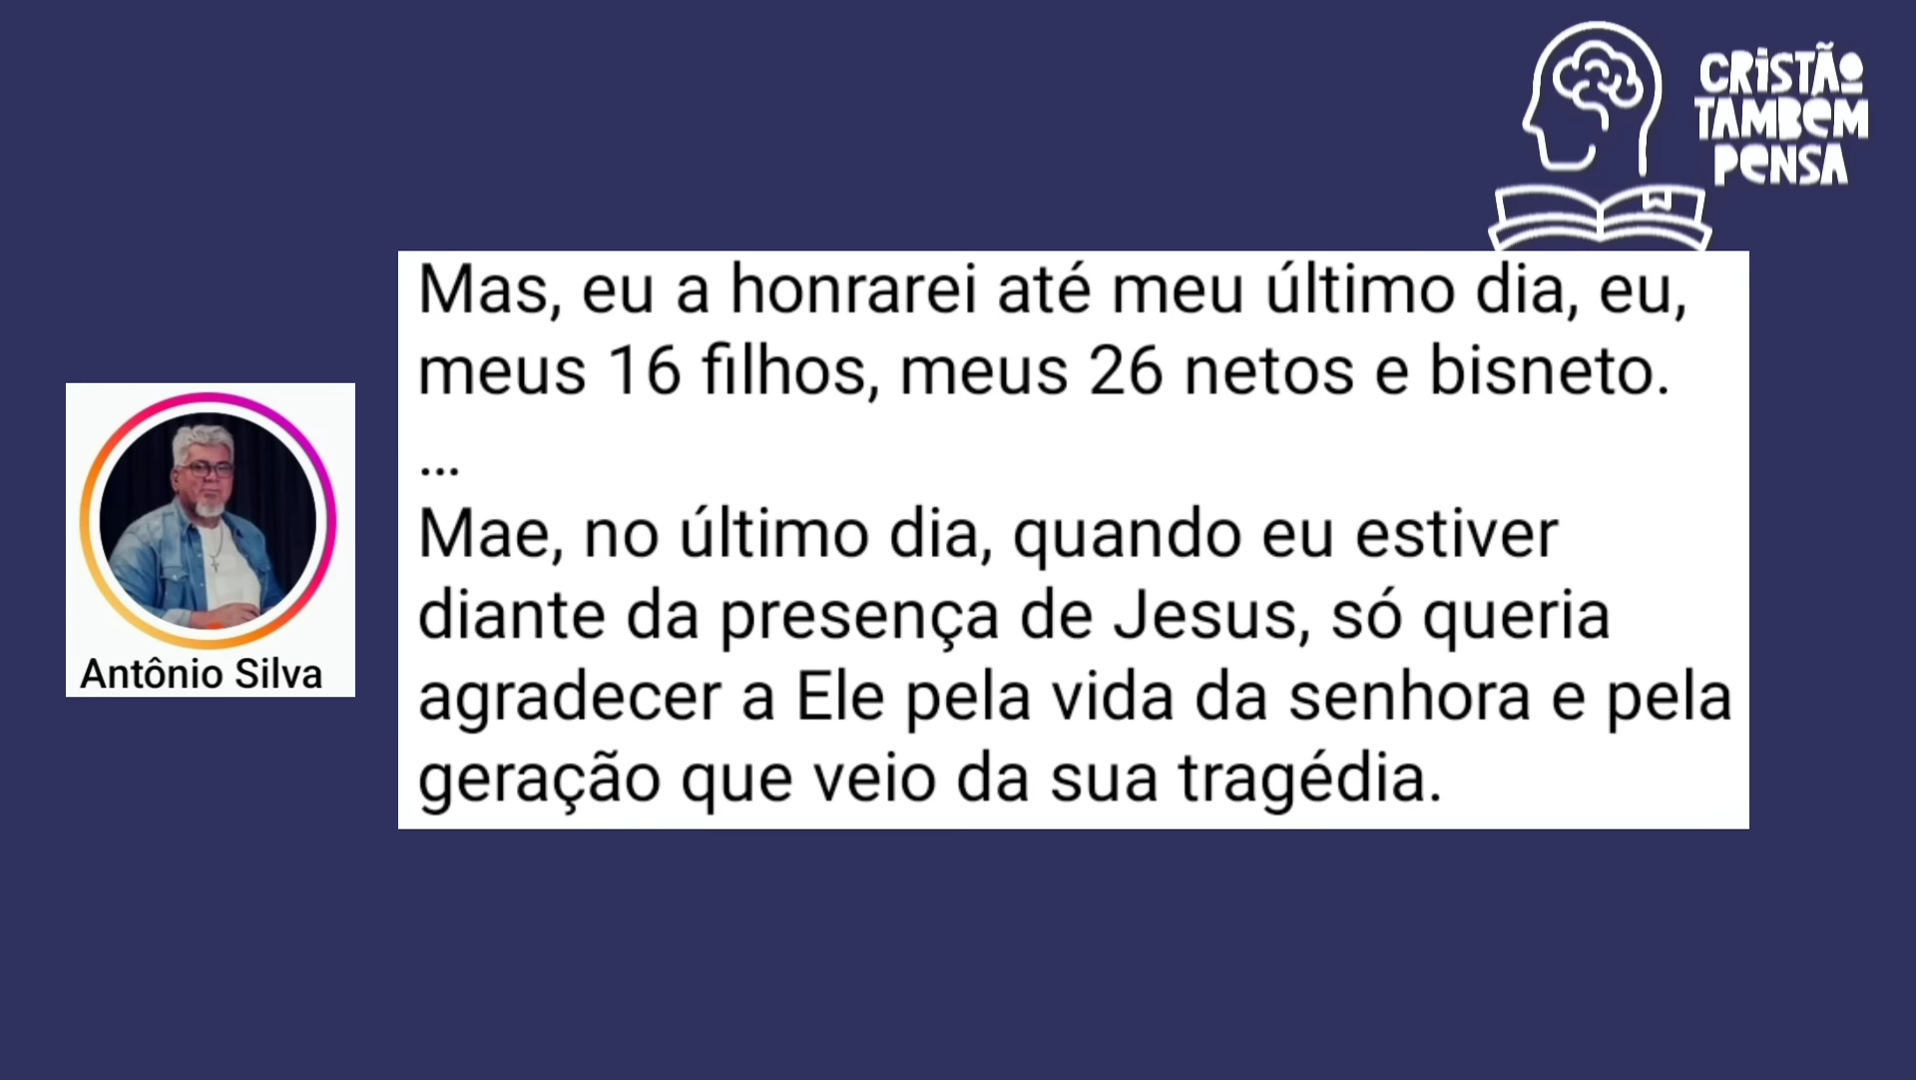 CRISTÃO
TAMBÉM
PENSA
Mas, eu a honrarei até meu último dia, eu,
meus 16 filhos, meus 26 netos e bisneto.
...
Mae, no último dia, quando eu estiver
diante da presença de Jesus, só queria
agradecer a Ele pela vida da senhora e pela
geração que veio da sua tragédia.
Antônio Silva